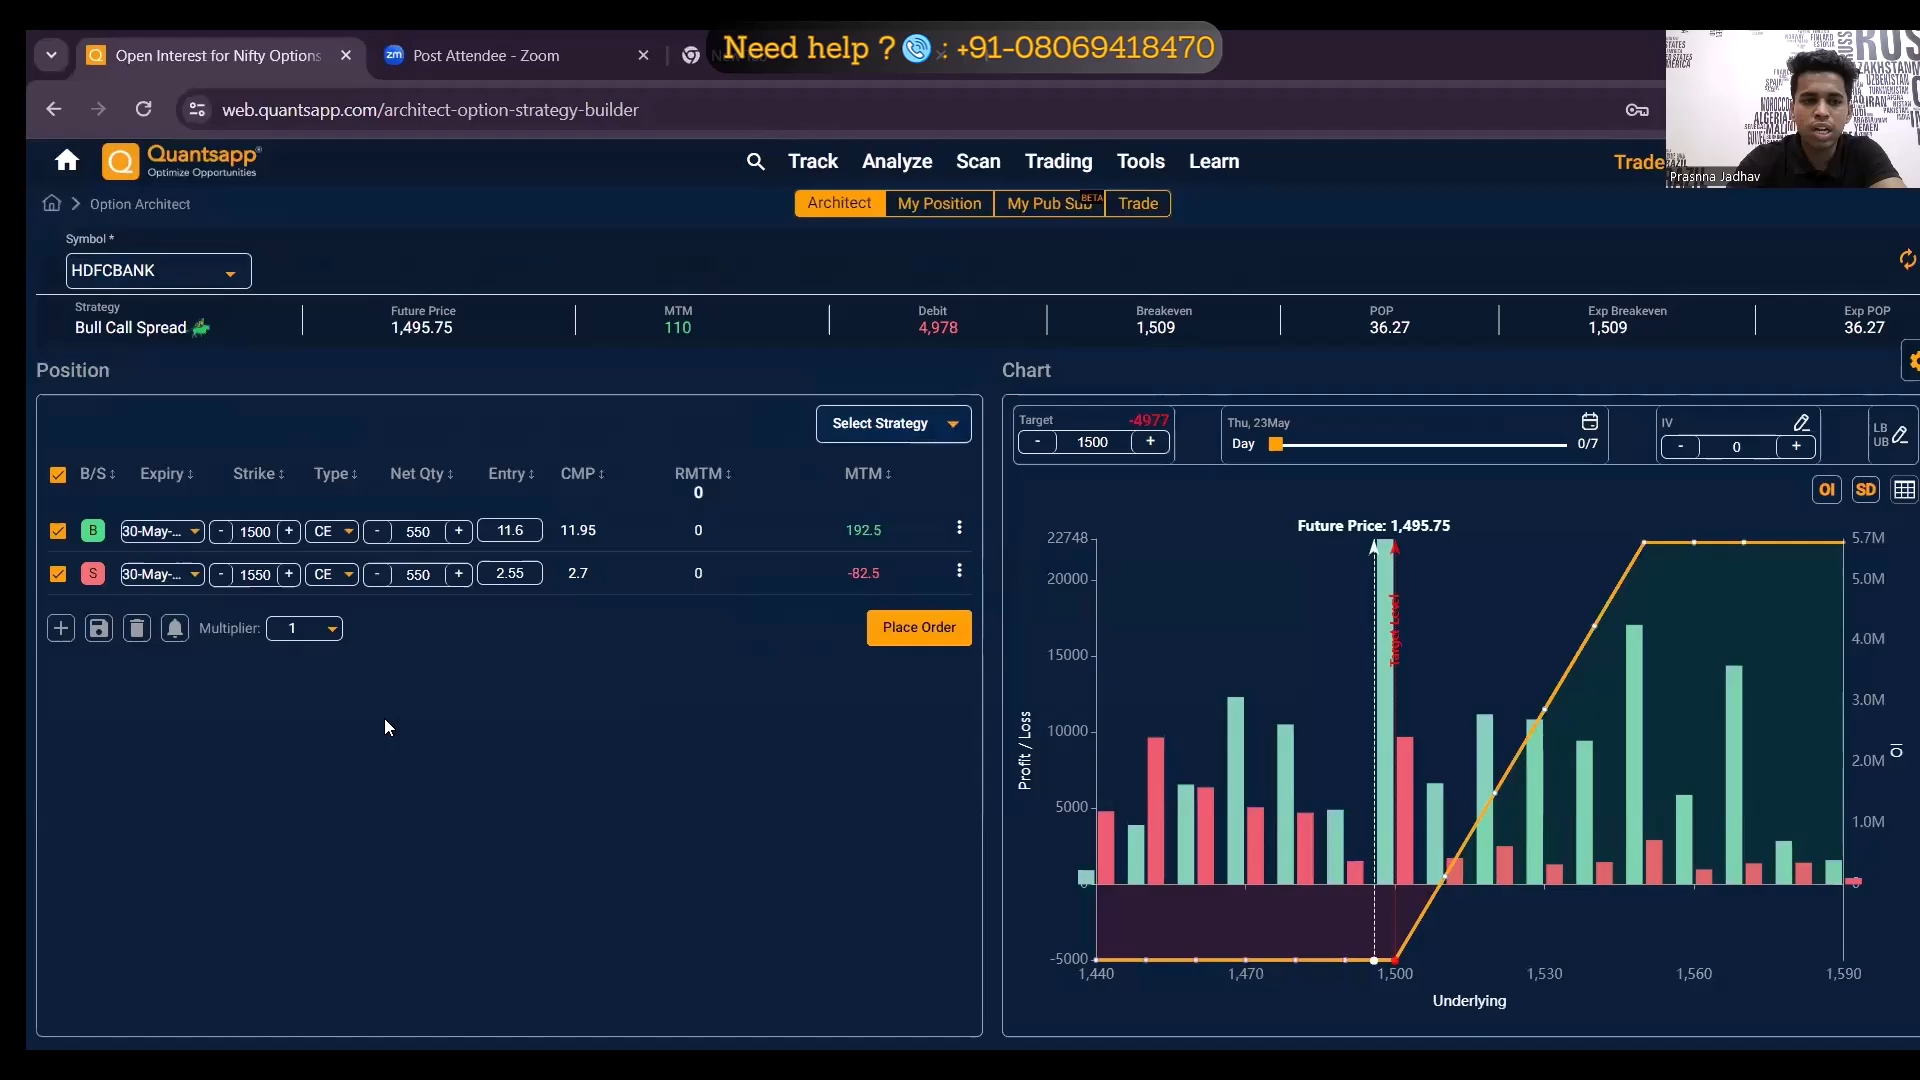 Need help ? : +91-08069418470
Open Interest for Nifty Options
Post Attendee - Zoom
zm
web.quantsapp.com/architect-option-strategy-builder
Quantsapp
Optimize Opportunities
Track Analyze Scan Trading Tools Learn
Trade
Prasnna Jadhav
Option Architect
Architect My Position My Pub Sub BETA Trade
Symbol *
HDFCBANK
Strategy Future Price MTM Debit Breakeven POP Exp Breakeven Exp POP
Bull Call Spread 1,495.75 110 4,978 1,509 36.27 1,509 36.27
Position
Chart
Select Strategy
Target -4977
- 1500 +
Thu, 23May
Day 0/7
IV
- 0 +
LB
UB
B/S Expiry Strike Type Net Qty Entry CMP RMTM MTM
0
B 30-May-... - 1500 + CE - 550 + 11.6 11.95 0 192.5
S 30-May-... - 1550 + CE - 550 + 2.55 2.7 0 -82.5
Multiplier: 1
Place Order
OI SD
Future Price: 1,495.75
Target Level
22748
20000
15000
10000
5000
0
-5000
Profit / Loss
5.7M
5.0M
4.0M
3.0M
2.0M
1.0M
0
OI
1,440 1,470 1,500 1,530 1,560 1,590
Underlying